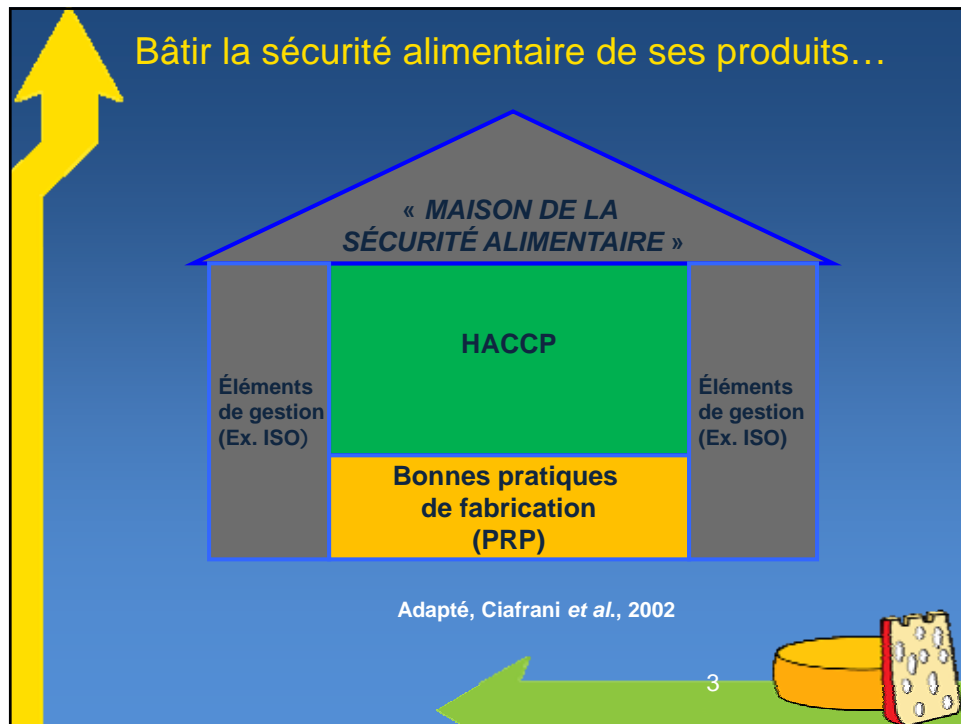 Bâtir la sécurité alimentaire de ses produits…
« MAISON DE LA
SÉCURITÉ ALIMENTAIRE »
HACCP
Éléments
de gestion
(Ex. ISO)
Éléments
de gestion
(Ex. ISO)
Bonnes pratiques
de fabrication
(PRP)
Adapté, Ciafrani et al., 2002
3